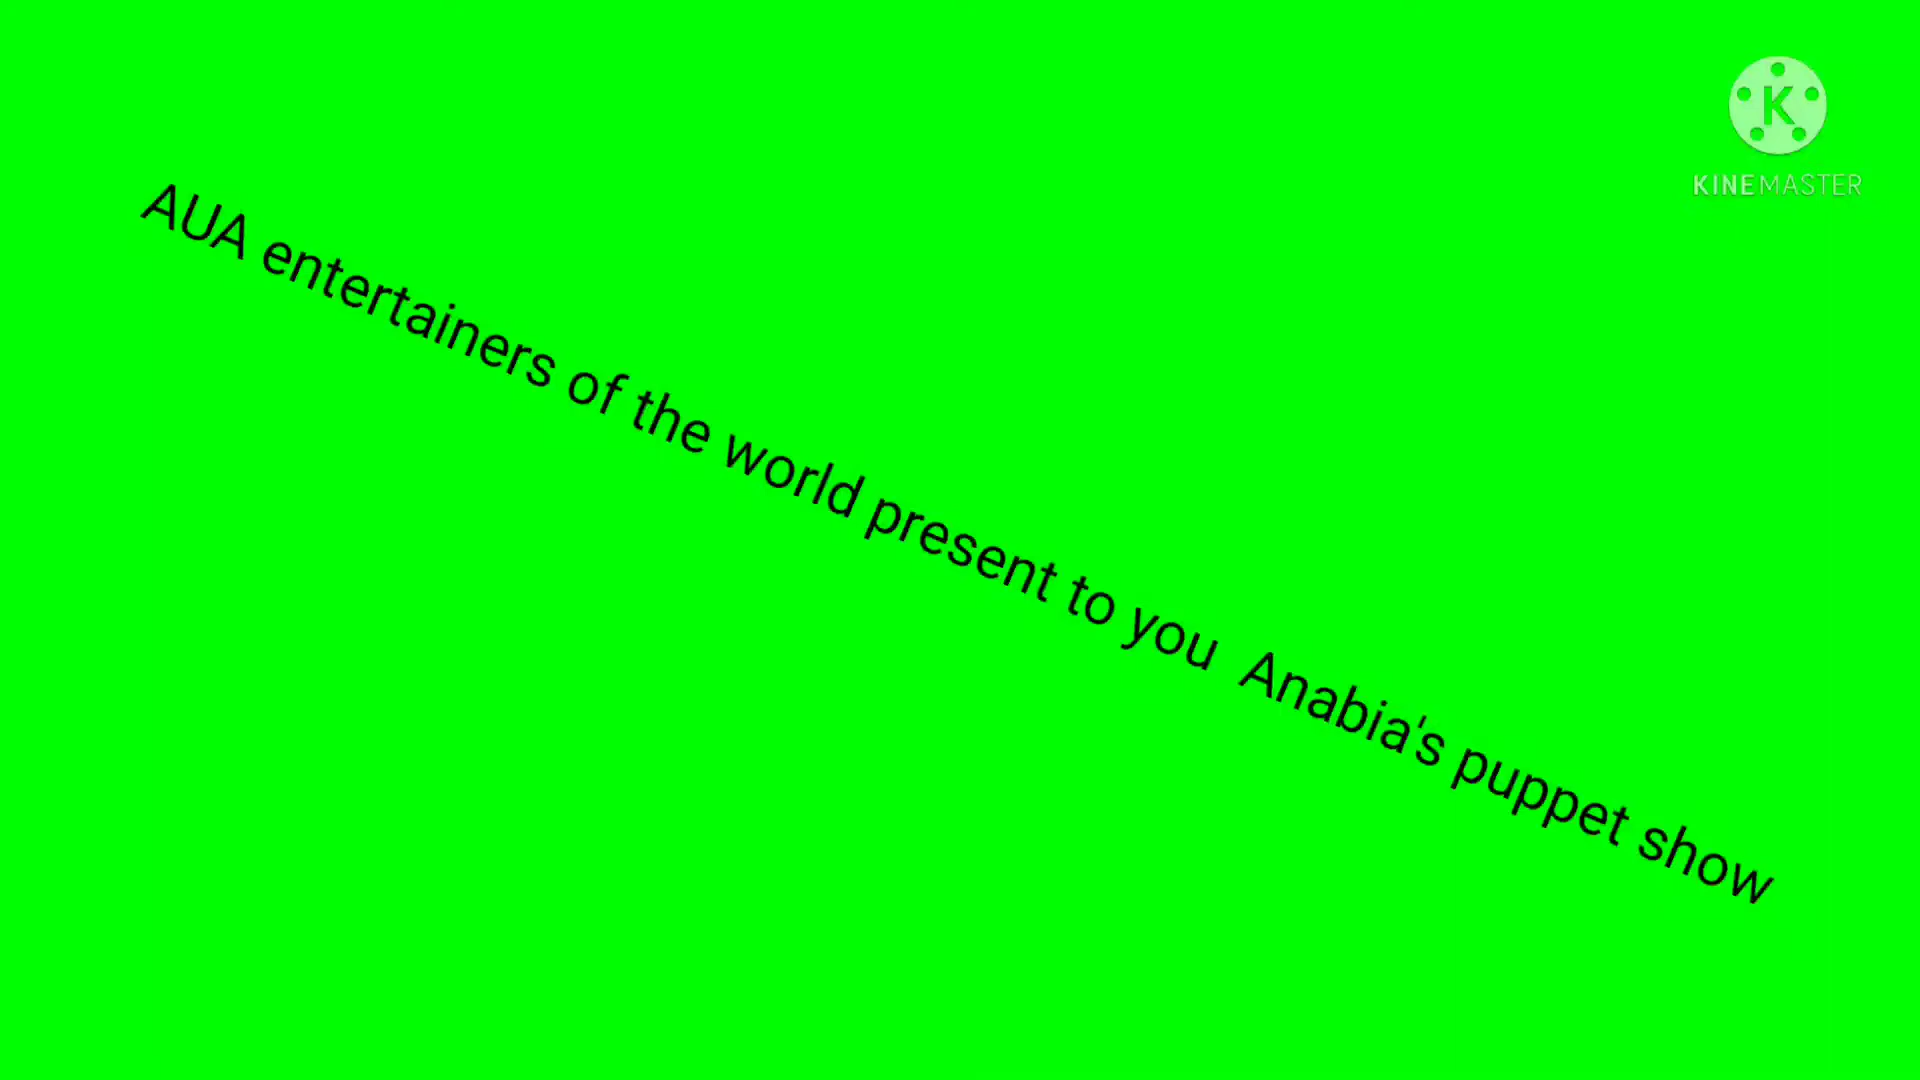 K
KINEMASTER
AUA entertainers of the world present to you  Anabia's puppet show